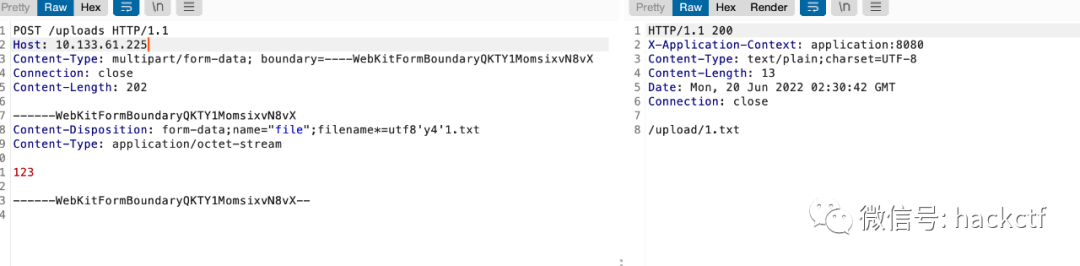 Pretty Raw Hex \n
1 POST /uploads HTTP/1.1
2 Host: 10.133.61.225
3 Content-Type: multipart/form-data; boundary=----WebKitFormBoundaryQKTY1MomsixvN8vX
4 Connection: close
5 Content-Length: 202
6
7 ------WebKitFormBoundaryQKTY1MomsixvN8vX
8 Content-Disposition: form-data;name="file";filename*=utf8'y4'1.txt
9 Content-Type: application/octet-stream
0
1 123
2
3 ------WebKitFormBoundaryQKTY1MomsixvN8vX--
4
Pretty Raw Hex Render \n
1 HTTP/1.1 200
2 X-Application-Context: application:8080
3 Content-Type: text/plain;charset=UTF-8
4 Content-Length: 13
5 Date: Mon, 20 Jun 2022 02:30:42 GMT
6 Connection: close
7
8 /upload/1.txt
微信号: hackctf